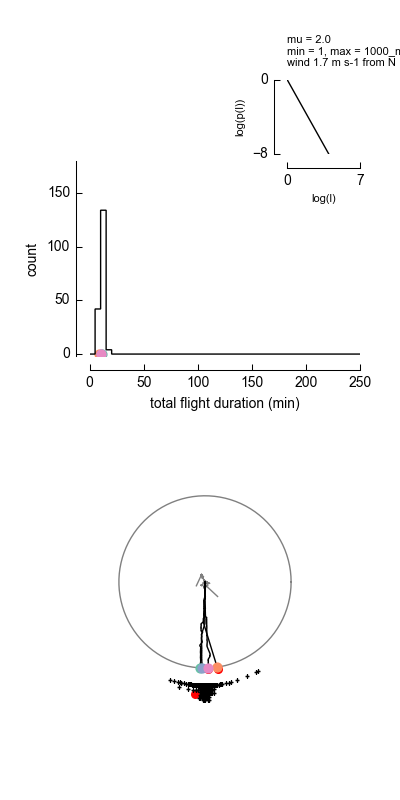 mu = 2.0
min = 1, max = 1000_m
wind 1.7 m s-1 from N
0
log(p(l))
−8
0 7
log(l)
150
100
50
0
count
0 50 100 150 200 250
total flight duration (min)